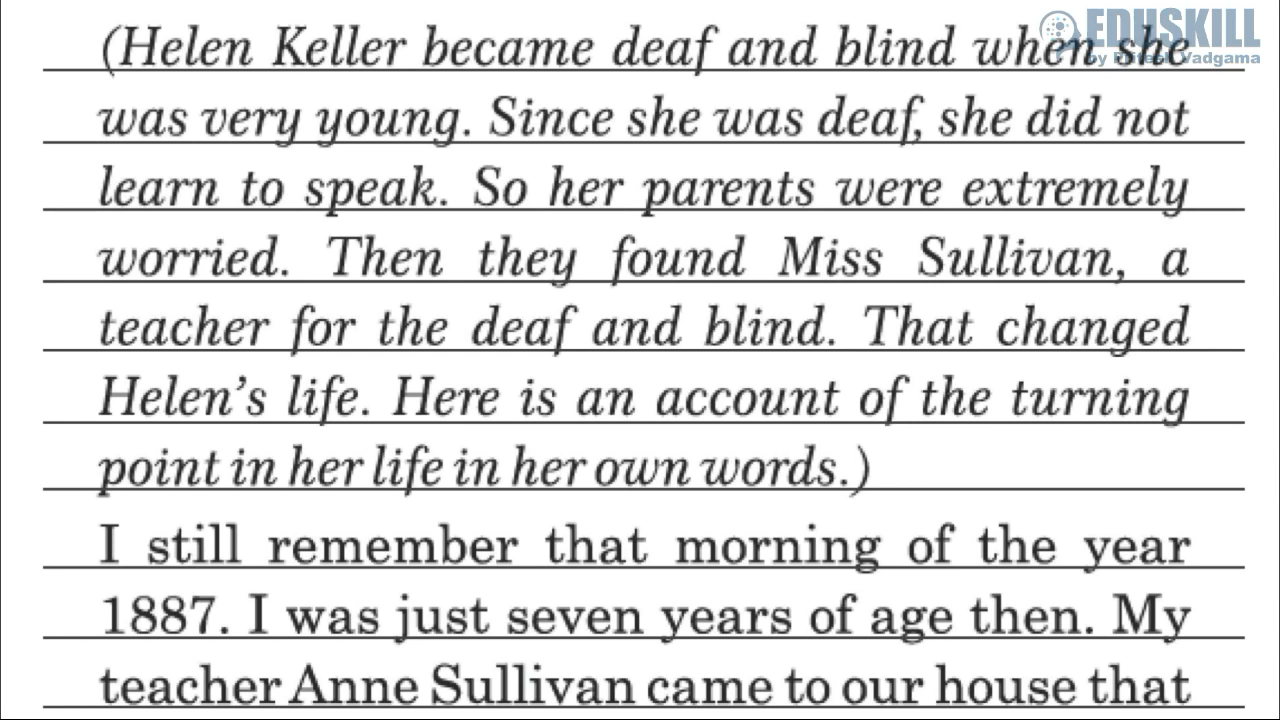 EDUSKILL
by Ritesh Vadgama
(Helen Keller became deaf and blind when she
was very young. Since she was deaf, she did not
learn to speak. So her parents were extremely
worried. Then they found Miss Sullivan, a
teacher for the deaf and blind. That changed
Helen's life. Here is an account of the turning
point in her life in her own words.)
I still remember that morning of the year
1887. I was just seven years of age then. My
teacher Anne Sullivan came to our house that